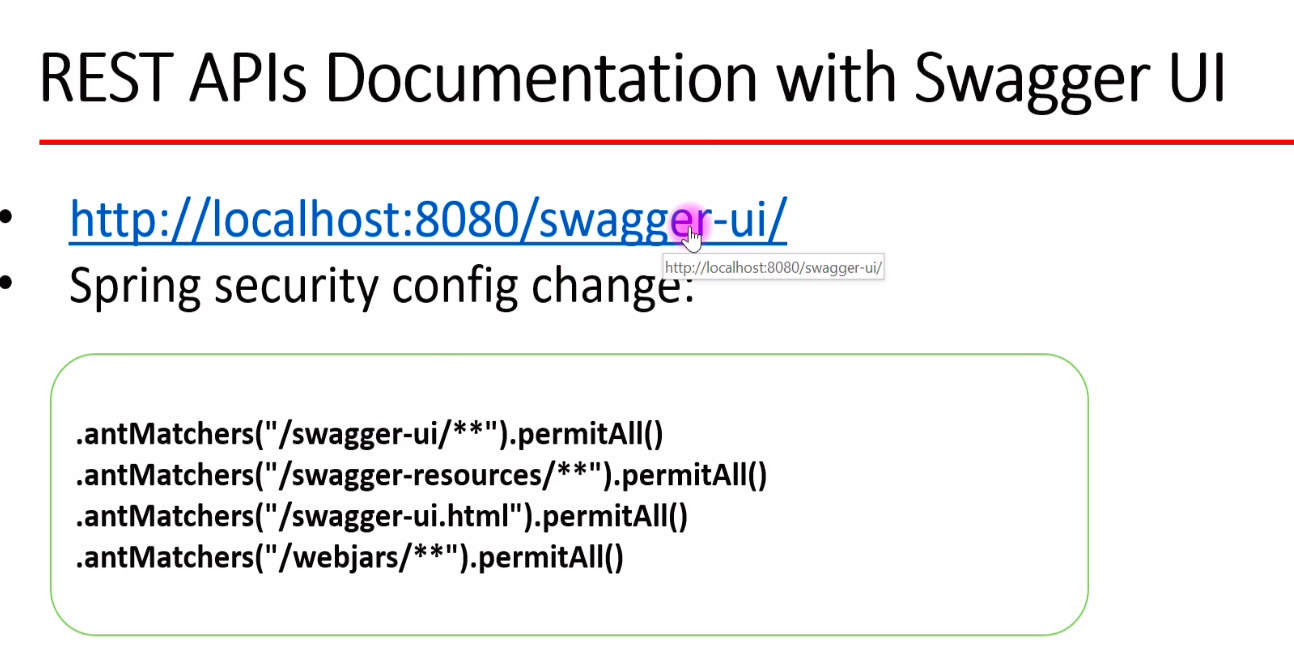 REST APIs Documentation with Swagger UI
• http://localhost:8080/swagger-ui/
http://localhost:8080/swagger-ui/
• Spring security config change:
.antMatchers("/swagger-ui/**").permitAll()
.antMatchers("/swagger-resources/**").permitAll()
.antMatchers("/swagger-ui.html").permitAll()
.antMatchers("/webjars/**").permitAll()